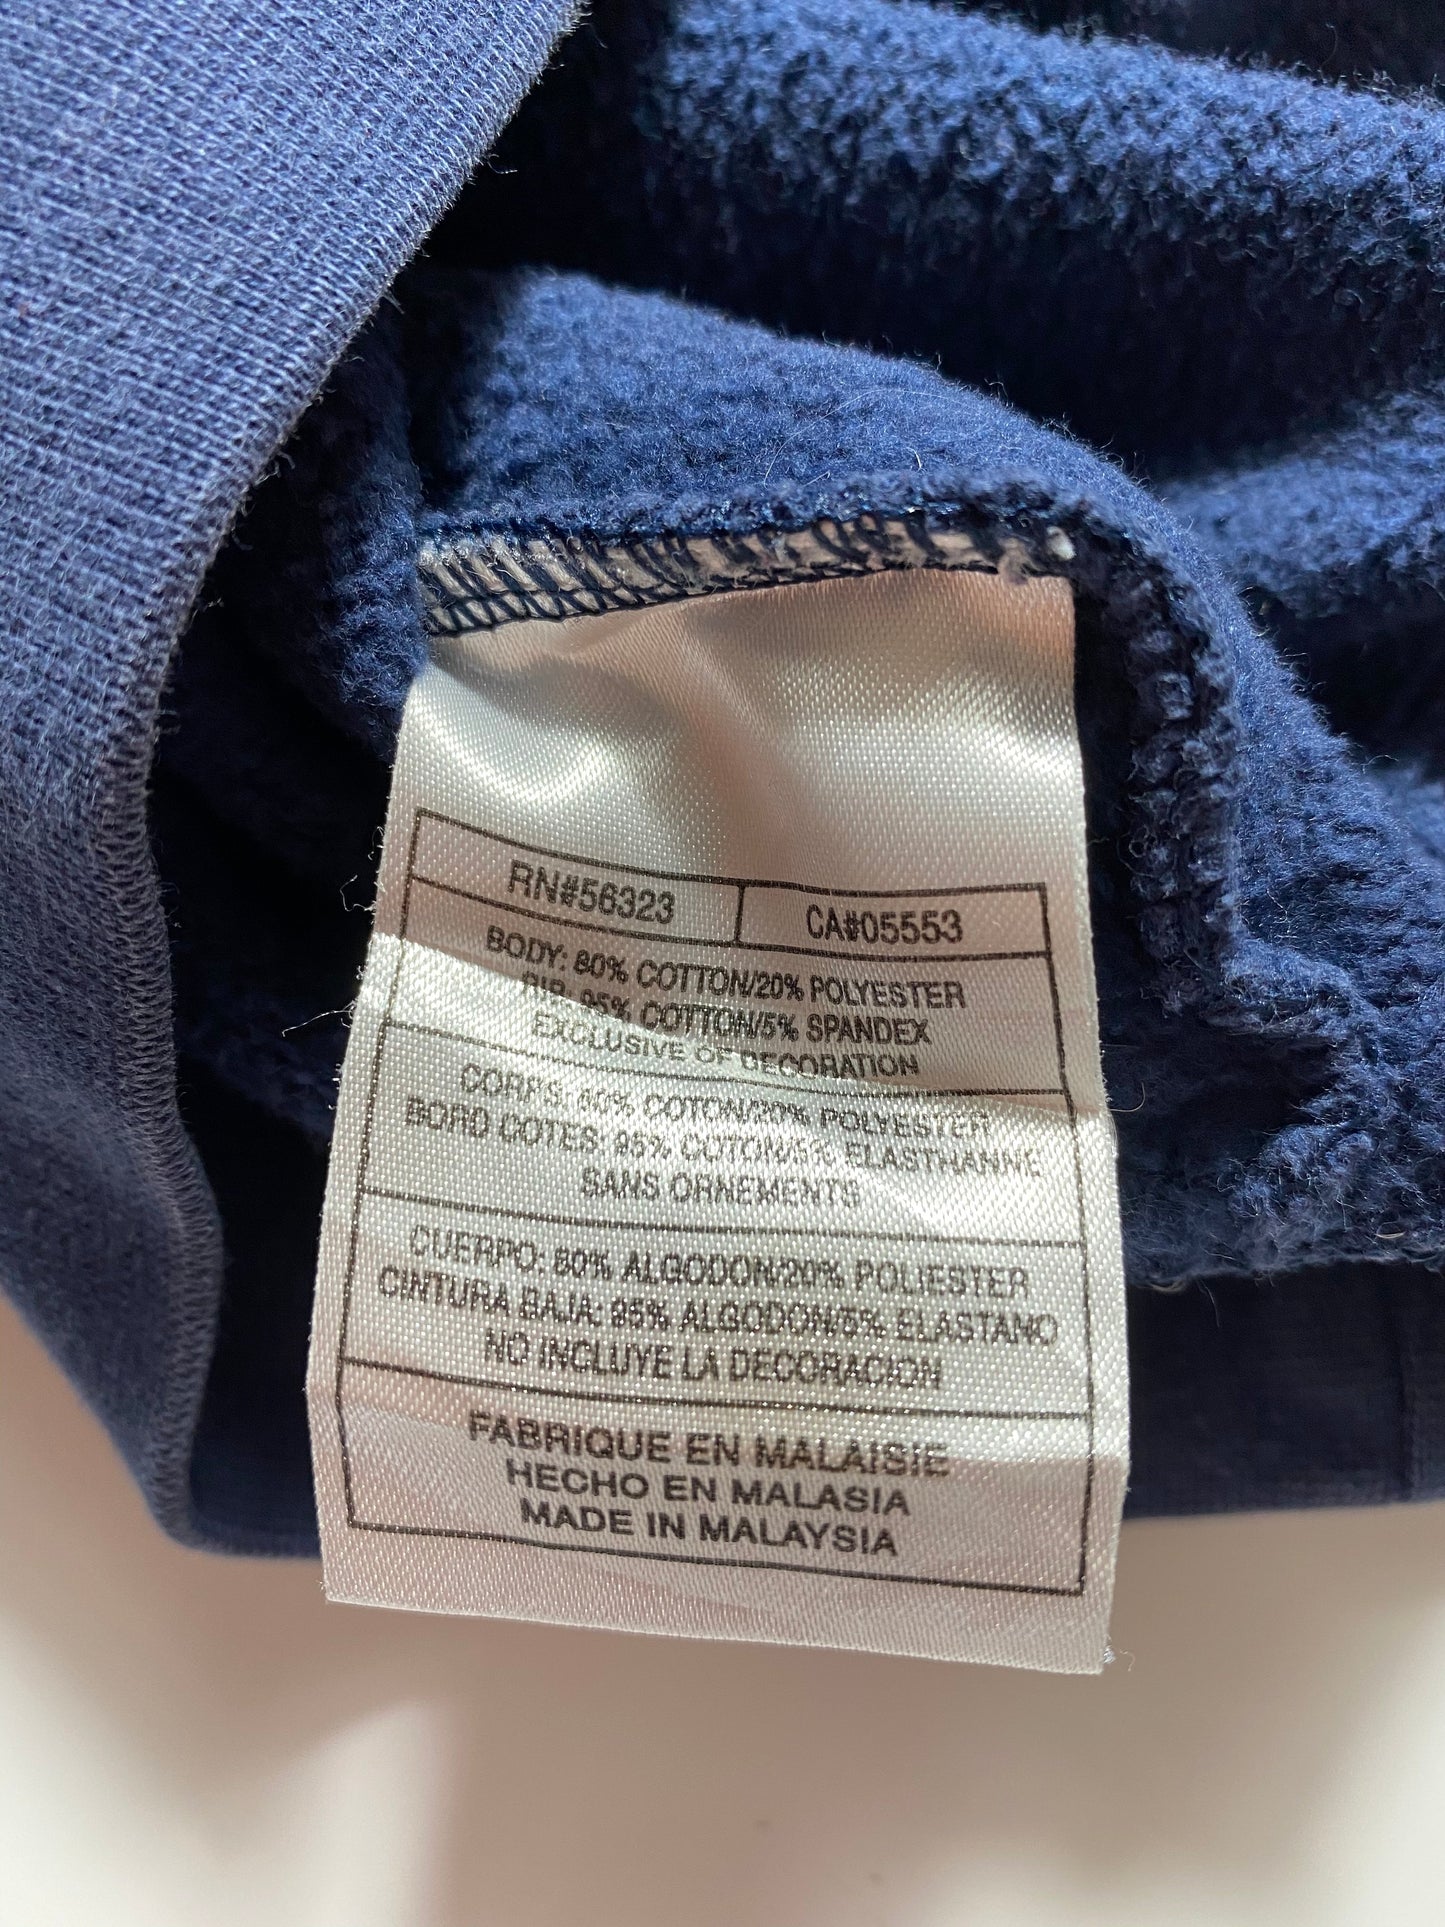 RN#56323
CA#05553
BODY: 80% COTTON/20% POLYESTER
RIB: 95% COTTON/5% SPANDEX
EXCLUSIVE OF DECORATION
CORPS: 80% COTON/20% POLYESTER
BORD COTES: 95% COTON/5% ELASTHANNE
SANS ORNEMENTS
CUERPO: 80% ALGODON/20% POLIESTER
CINTURA BAJA: 95% ALGODON/5% ELASTANO
NO INCLUYE LA DECORACION
FABRIQUE EN MALAISIE
HECHO EN MALASIA
MADE IN MALAYSIA